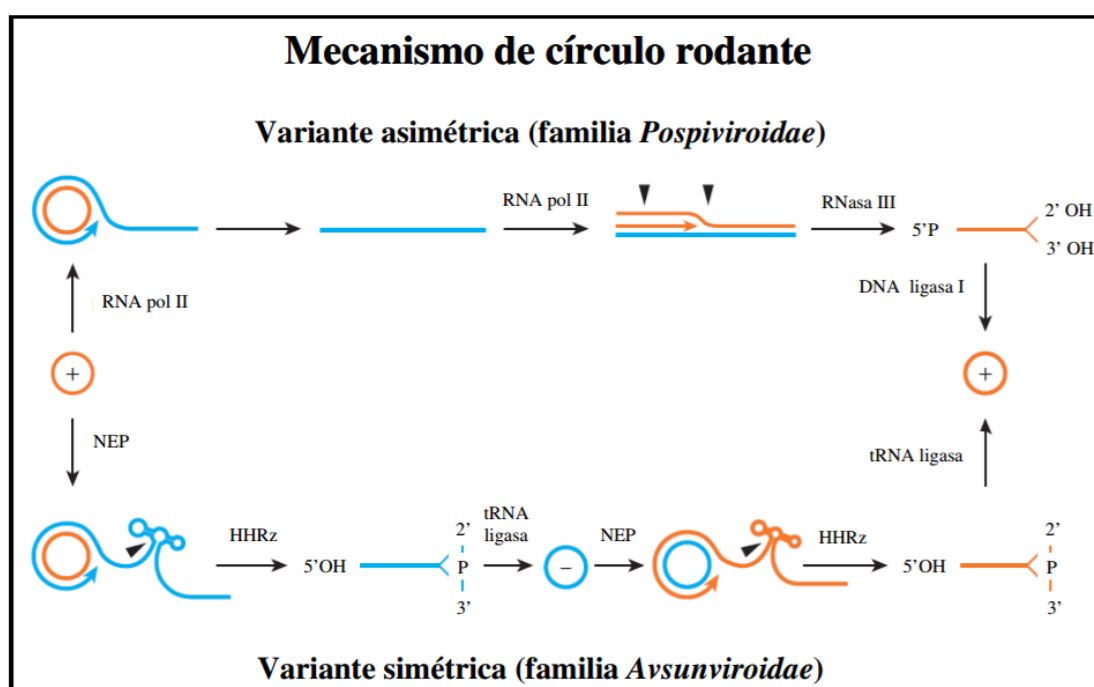 Mecanismo de círculo rodante
Variante asimétrica (familia Pospiviroidae)
RNA pol II
RNasa III
5'P
2' OH
3' OH
RNA pol II
DNA ligasa I
+
+
NEP
tRNA ligasa
HHRz
5'OH
2'
P
3'
tRNA
ligasa
−
NEP
HHRz
5'OH
2'
P
3'
Variante simétrica (familia Avsunviroidae)